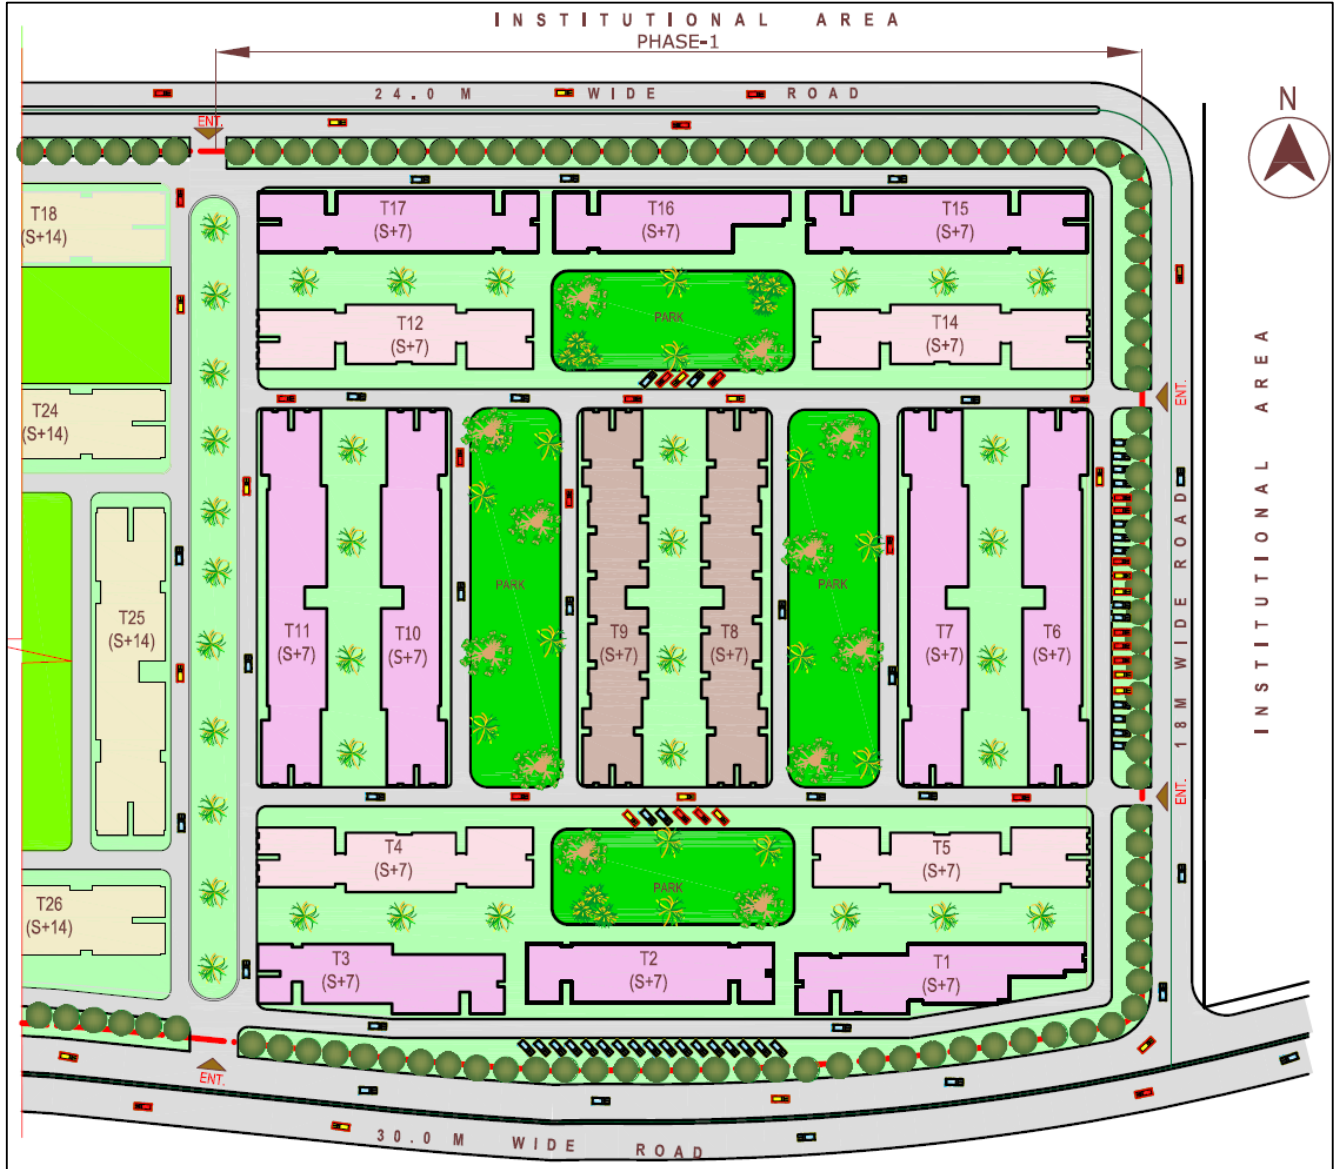 INSTITUTIONAL AREA
PHASE-1
24.0 M WIDE ROAD
N
ENT.
T18
(S+14)
T17
(S+7)
T16
(S+7)
T15
(S+7)
PARK
T12
(S+7)
T14
(S+7)
ENT.
INSTITUTIONAL AREA
T24
(S+14)
18M WIDE ROAD
PARK
PARK
T25
(S+14)
T11
(S+7)
T10
(S+7)
T9
(S+7)
T8
(S+7)
T7
(S+7)
T6
(S+7)
ENT.
T4
(S+7)
T5
(S+7)
PARK
T26
(S+14)
T3
(S+7)
T2
(S+7)
T1
(S+7)
ENT.
30.0 M WIDE ROAD